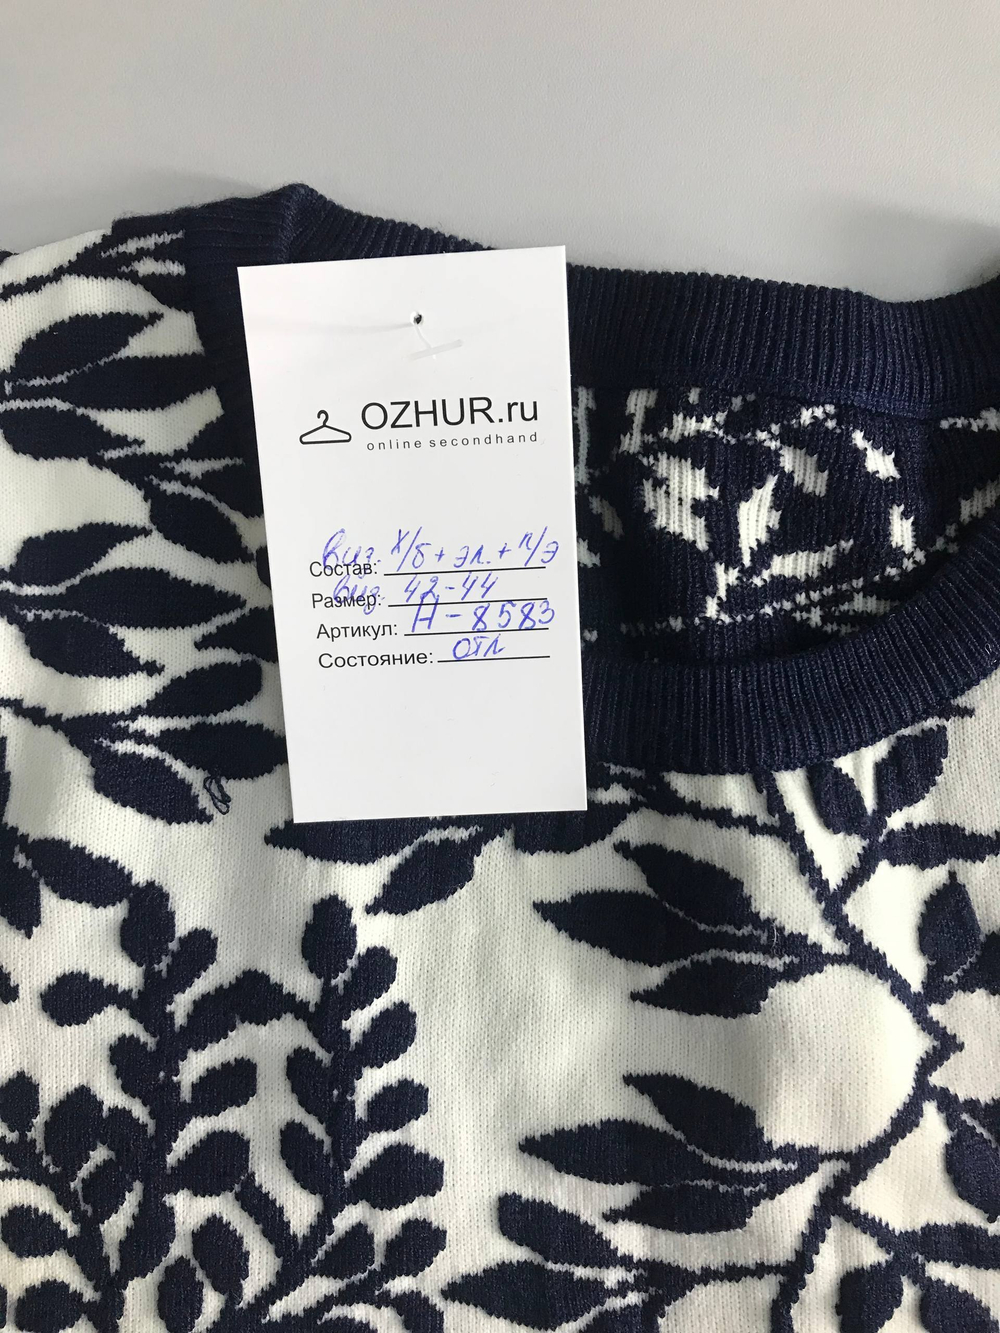 OZHUR.ru
online secondhand
Состав: виз. х/б + эл. + п/э
Размер: виз. 42-44
Артикул: Н-8583
Состояние: отл